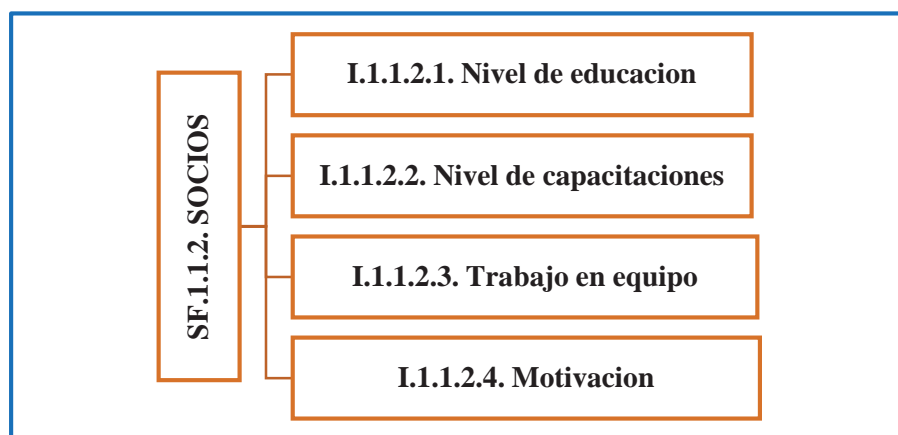 SF.1.1.2. SOCIOS
I.1.1.2.1. Nivel de educacion
I.1.1.2.2. Nivel de capacitaciones
I.1.1.2.3. Trabajo en equipo
I.1.1.2.4. Motivacion